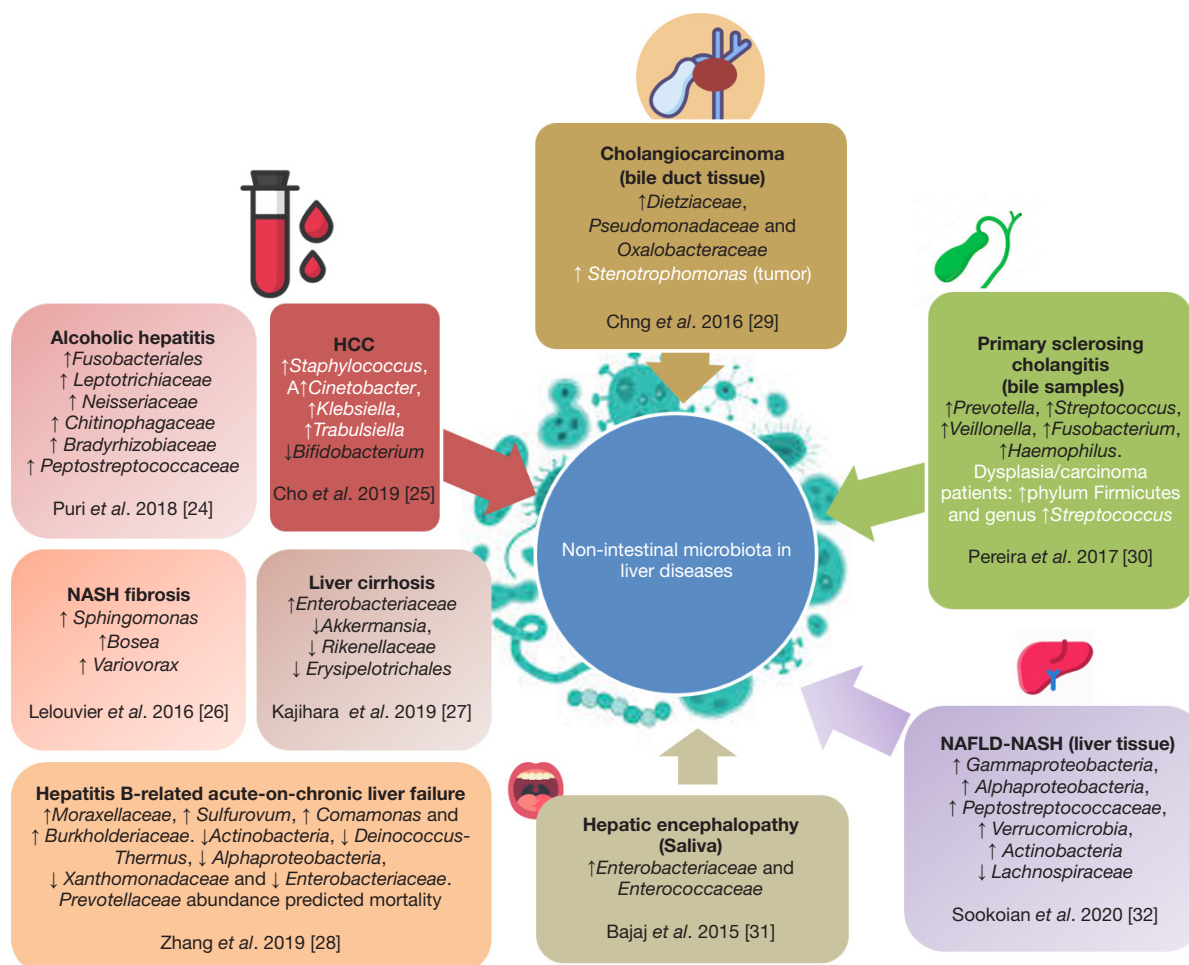 Cholangiocarcinoma
(bile duct tissue)
↑Dietziaceae,
Pseudomonadaceae and
Oxalobacteraceae
↑ Stenotrophomonas (tumor)
Chng et al. 2016 [29]
Alcoholic hepatitis
↑Fusobacteriales
↑ Leptotrichiaceae
↑ Neisseriaceae
↑ Chitinophagaceae
↑ Bradyrhizobiaceae
↑ Peptostreptococcaceae
Puri et al. 2018 [24]
HCC
↑Staphylococcus,
A↑Cinetobacter,
↑Klebsiella,
↑Trabulsiella
↓Bifidobacterium
Cho et al. 2019 [25]
Primary sclerosing
cholangitis
(bile samples)
↑Prevotella, ↑Streptococcus,
↑Veillonella, ↑Fusobacterium,
↑Haemophilus.
Dysplasia/carcinoma
patients: ↑phylum Firmicutes
and genus ↑Streptococcus
Pereira et al. 2017 [30]
Non-intestinal microbiota in
liver diseases
NASH fibrosis
↑ Sphingomonas
↑Bosea
↑ Variovorax
Lelouvier et al. 2016 [26]
Liver cirrhosis
↑Enterobacteriaceae
↓Akkermansia,
↓ Rikenellaceae
↓ Erysipelotrichales
Kajihara et al. 2019 [27]
Hepatitis B-related acute-on-chronic liver failure
↑Moraxellaceae, ↑ Sulfurovum, ↑ Comamonas and
↑ Burkholderiaceae. ↓Actinobacteria, ↓ Deinococcus-
Thermus, ↓ Alphaproteobacteria,
↓ Xanthomonadaceae and ↓ Enterobacteriaceae.
Prevotellaceae abundance predicted mortality
Zhang et al. 2019 [28]
Hepatic encephalopathy
(Saliva)
↑Enterobacteriaceae and
Enterococcaceae
Bajaj et al. 2015 [31]
NAFLD-NASH (liver tissue)
↑ Gammaproteobacteria,
↑ Alphaproteobacteria,
↑ Peptostreptococcaceae,
↑ Verrucomicrobia,
↑ Actinobacteria
↓ Lachnospiraceae
Sookoian et al. 2020 [32]